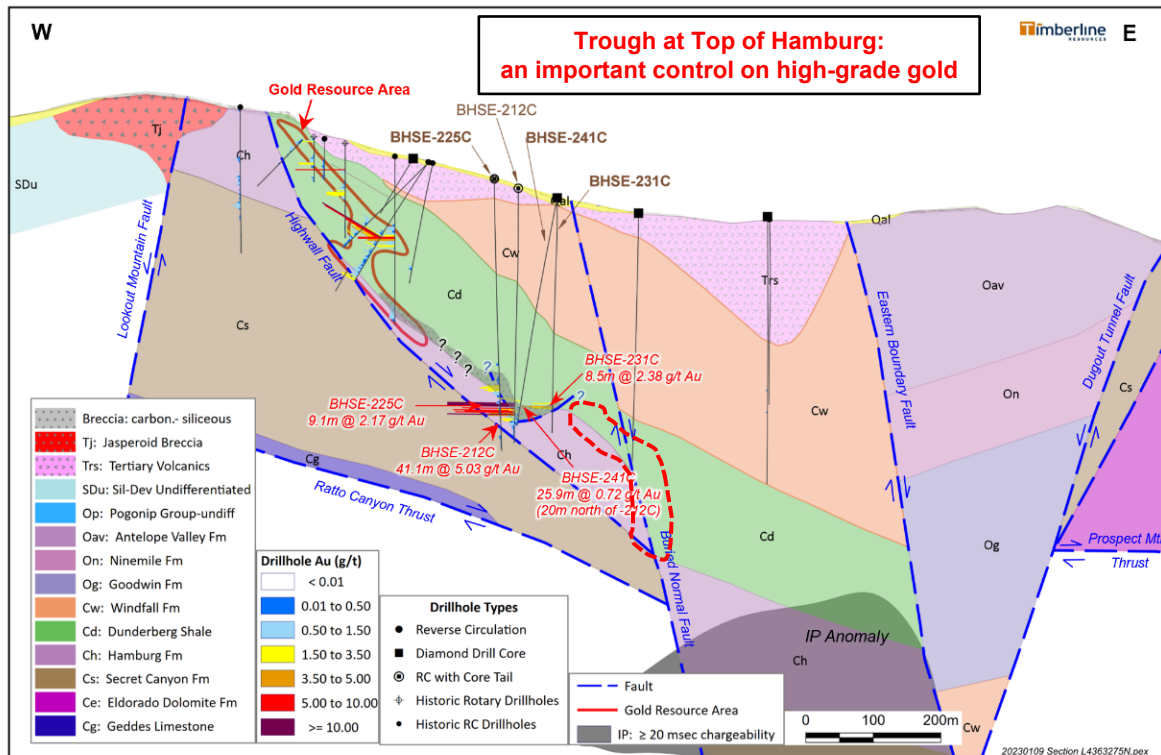 W
Trough at Top of Hamburg:
an important control on high-grade gold
Timberline
RESOURCES
E
Gold Resource Area
BHSE-212C
BHSE-225C
BHSE-241C
BHSE-231C
Tj
Ch
SDu
Qal
Qal
Lookout Mountain Fault
Highwall Fault
Cw
Trs
Oav
Cd
Cs
Eastern Boundary Fault
Dugout Tunnel Fault
On
Cs
?
?
?
?
?
BHSE-231C
8.5m @ 2.38 g/t Au
BHSE-225C
9.1m @ 2.17 g/t Au
Cw
BHSE-212C
41.1m @ 5.03 g/t Au
Ch
BHSE-241C
25.9m @ 0.72 g/t Au
(20m north of -212C)
Cg
Ratto Canyon Thrust
Cd
Og
Prospect Mtn
Thrust
Buried Normal Fault
IP Anomaly
Ch
Cw
Breccia: carbon.- siliceous
Tj: Jasperoid Breccia
Trs: Tertiary Volcanics
SDu: Sil-Dev Undifferentiated
Op: Pogonip Group-undiff
Oav: Antelope Valley Fm
On: Ninemile Fm
Og: Goodwin Fm
Cw: Windfall Fm
Cd: Dunderberg Shale
Ch: Hamburg Fm
Cs: Secret Canyon Fm
Ce: Eldorado Dolomite Fm
Cg: Geddes Limestone
Drillhole Au (g/t)
< 0.01
0.01 to 0.50
0.50 to 1.50
1.50 to 3.50
3.50 to 5.00
5.00 to 10.00
>= 10.00
Drillhole Types
Reverse Circulation
Diamond Drill Core
RC with Core Tail
Historic Rotary Drillholes
Historic RC Drillholes
Fault
Gold Resource Area
IP: ≥ 20 msec chargeability
0 100 200m
20230109 Section L4363275N.pex